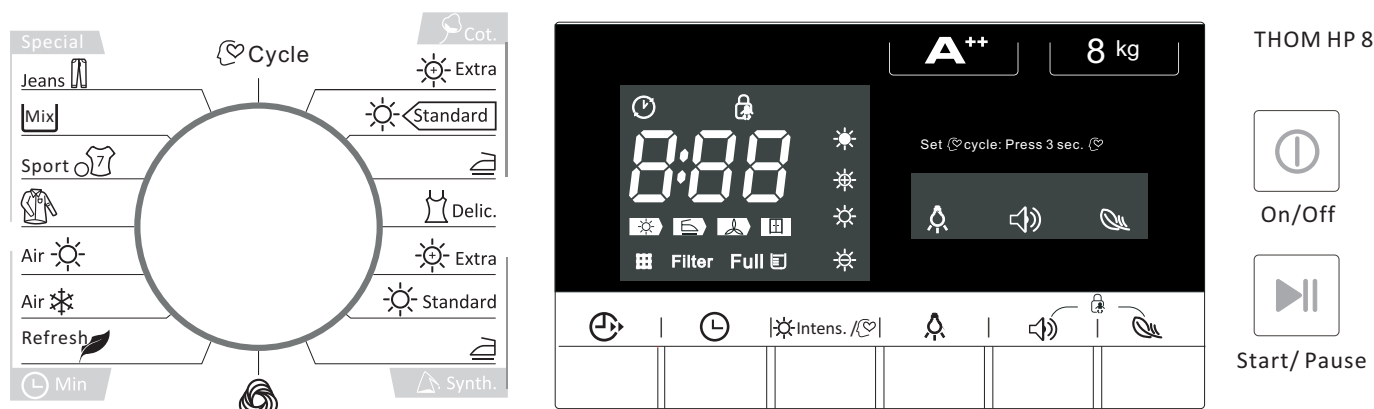 Special
Jeans
Mix
Sport 7
Air
Air
Refresh
Min
Cycle
Cot.
Extra
Standard
Delic.
Extra
Standard
Synth.
A++
8 kg
8:88
Set cycle: Press 3 sec.
Filter Full
Intens. /
THOM HP 8
On/Off
Start/ Pause